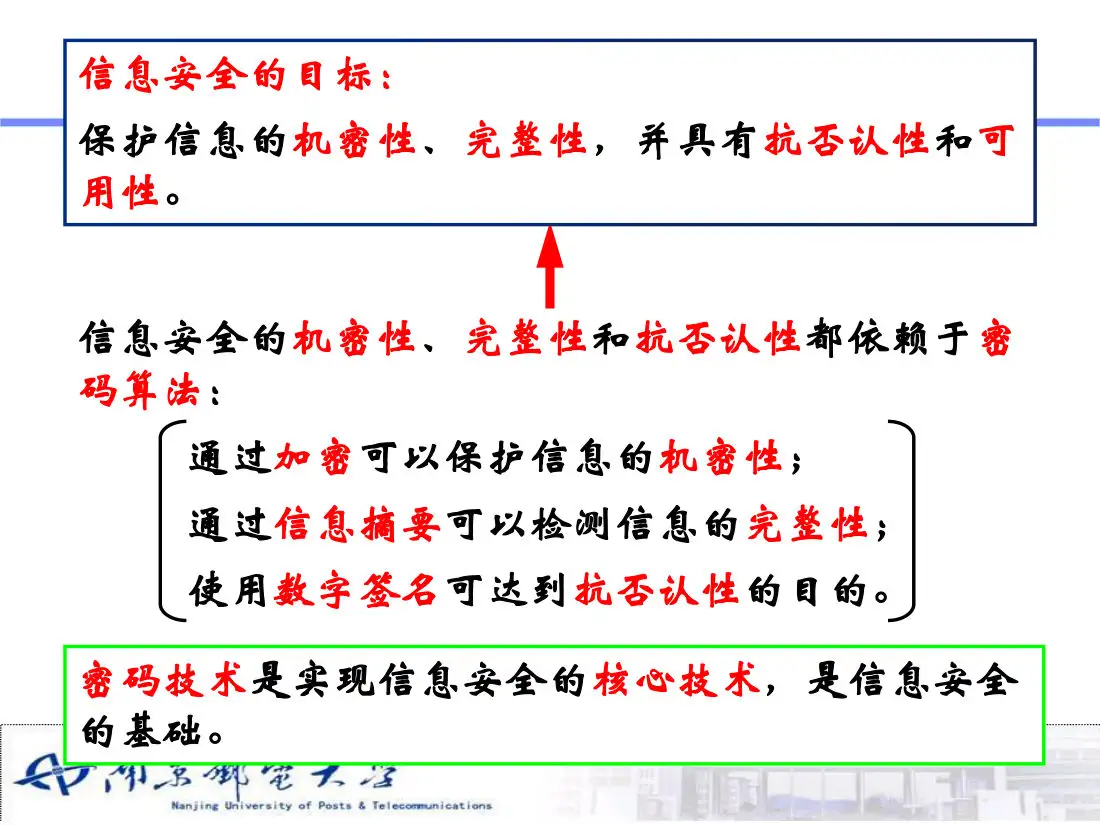 信息安全的目标：
保护信息的机密性、完整性，并具有抗否认性和可
用性。
信息安全的机密性、完整性和抗否认性都依赖于密
码算法：
通过加密可以保护信息的机密性；
通过信息摘要可以检测信息的完整性；
使用数字签名可达到抗否认性的目的。
密码技术是实现信息安全的核心技术，是信息安全
的基础。
南京邮电大学
Nanjing University of Posts & Telecommunications